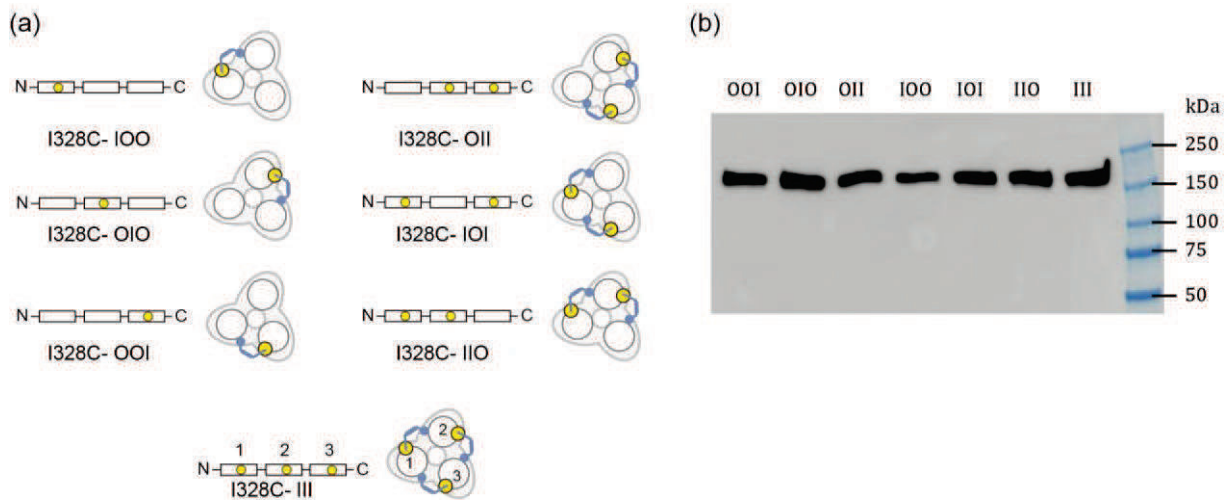 (a)
N C
I328C- IOO
N C
I328C- OIO
N C
I328C- OOI
N C
I328C- OII
N C
I328C- IOI
N C
I328C- IIO
1 2 3
N C
I328C- III
2
1
3
(b)
OOI OIO OII IOO IOI IIO III
kDa
250
150
100
75
50